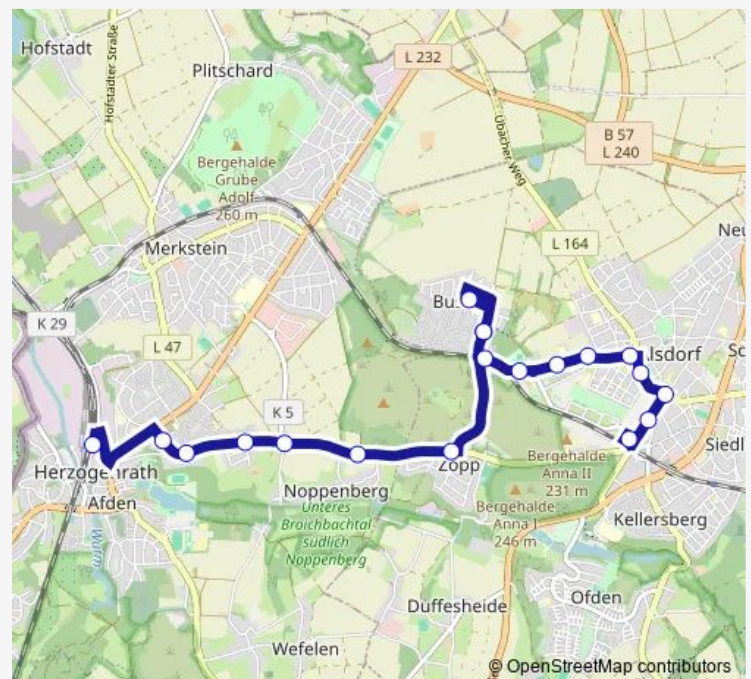 Hofstadt
Hofstadter Straße
Plitschard
L 232
B 57
L 240
Übacher Weg
Bergehalde
Grube
Adolf
260 m
Neu
Merkstein
L 164
Bu
K 29
L 47
Alsdorf
Sc
K 5
Herzogenrath
Zopp
Bergehalde
Anna II
231 m
Siedl
Noppenberg
Afden
Unteres
Broichbachtal
südlich
Noppenberg
Bergehalde
Anna I
246 m
Kellersberg
Wurm
Duffesheide
Ofden
Wefelen
© OpenStreetMap contributors